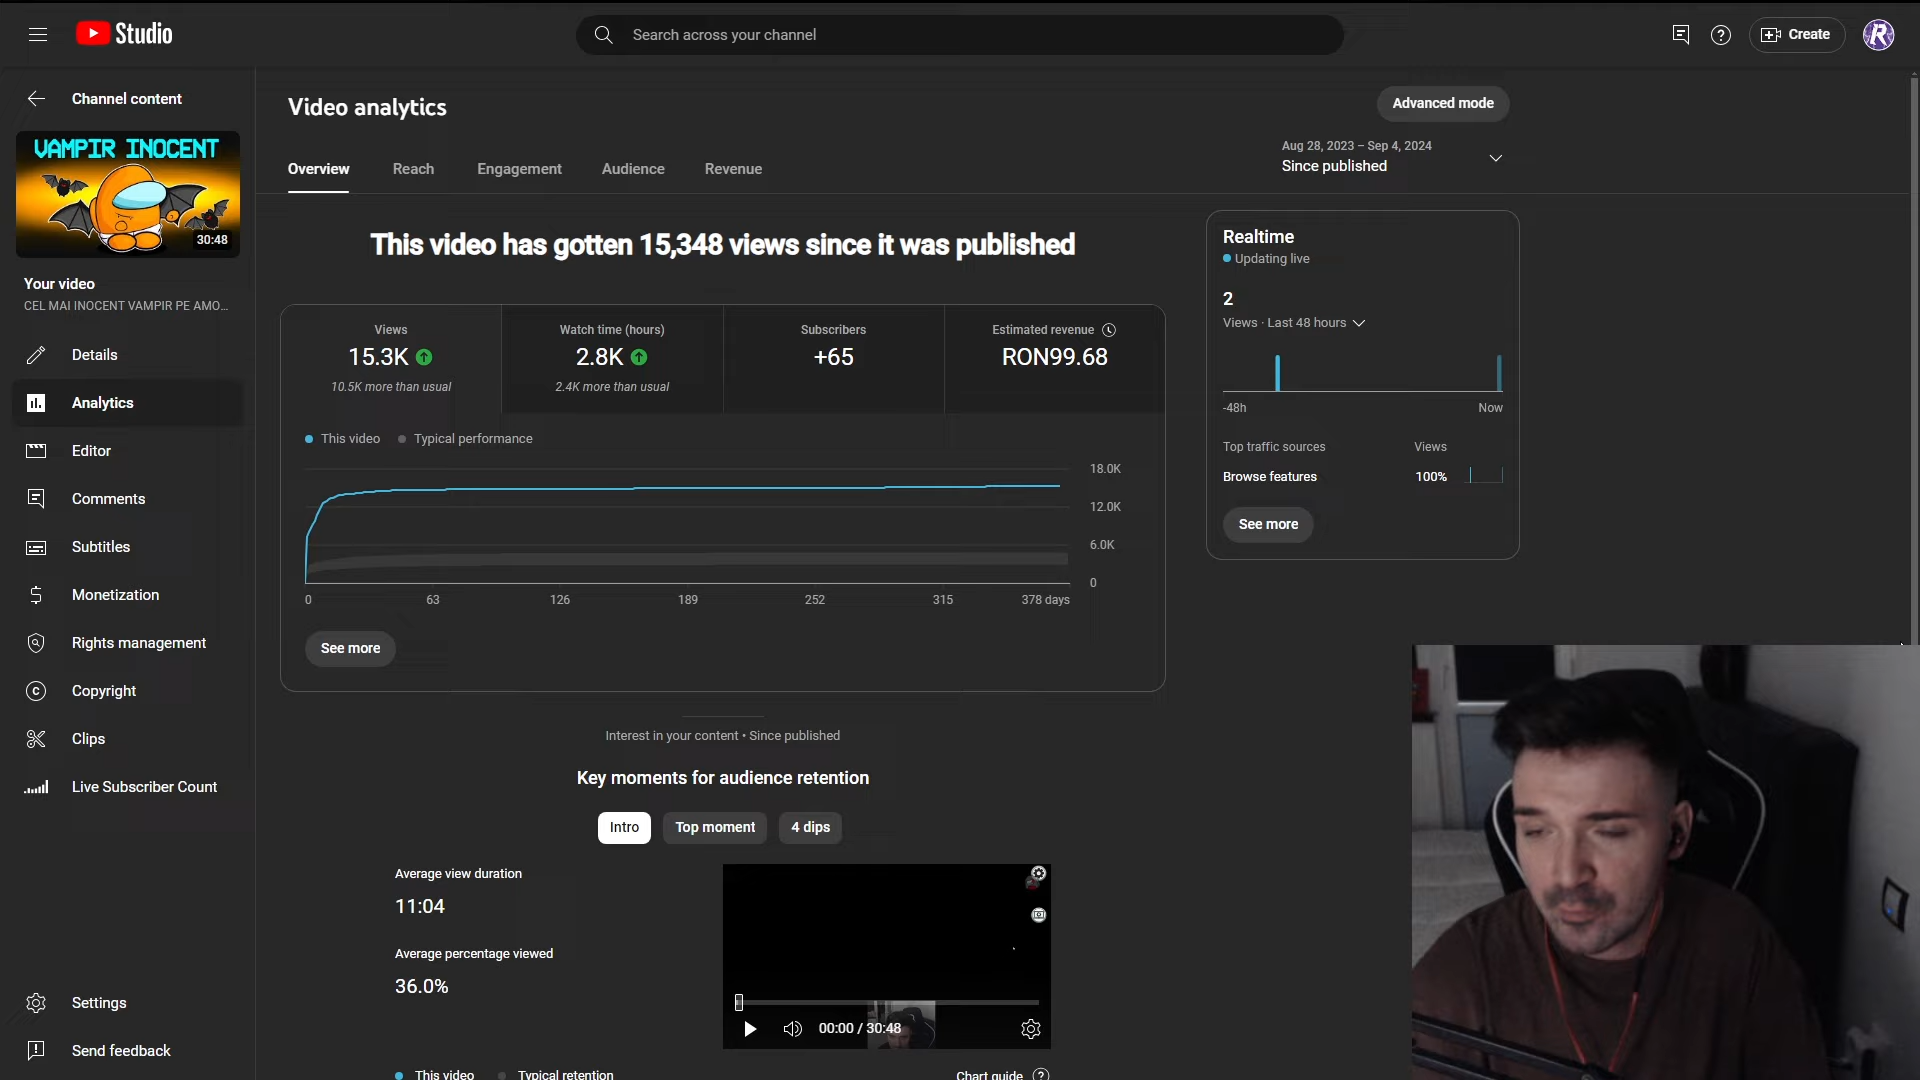 Studio
Search across your channel
Create
Channel content
VAMPIR INOCENT
30:48
Your video
CEL MAI INOCENT VAMPIR PE AMO...
Details
Analytics
Editor
Comments
Subtitles
Monetization
Rights management
Copyright
Clips
Live Subscriber Count
Settings
Send feedback
Video analytics
Advanced mode
Overview
Reach
Engagement
Audience
Revenue
Aug 28, 2023 – Sep 4, 2024
Since published
This video has gotten 15,348 views since it was published
Views
15.3K
10.5K more than usual
Watch time (hours)
2.8K
2.4K more than usual
Subscribers
+65
Estimated revenue
RON99.68
This video
Typical performance
18.0K
12.0K
6.0K
0
0
63
126
189
252
315
378 days
See more
Realtime
Updating live
2
Views · Last 48 hours
-48h
Now
Top traffic sources
Views
Browse features
100%
See more
Interest in your content • Since published
Key moments for audience retention
Intro
Top moment
4 dips
Average view duration
11:04
Average percentage viewed
36.0%
00:00 / 30:48
This video
Typical retention
Chart guide